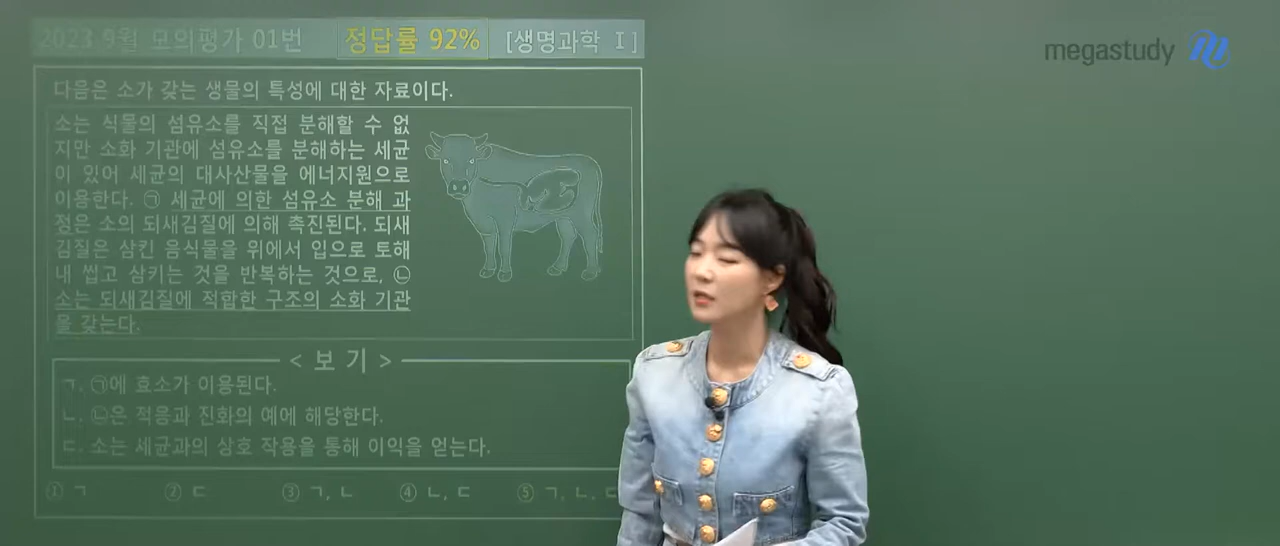 2023 9월 모의평가 01번 정답률 92% [생명과학 Ⅰ]
megastudy
다음은 소가 갖는 생물의 특성에 대한 자료이다.
소는 식물의 섬유소를 직접 분해할 수 없
지만 소화 기관에 섬유소를 분해하는 세균
이 있어 세균의 대사산물을 에너지원으로
이용한다. ㉠ 세균에 의한 섬유소 분해 과
정은 소의 되새김질에 의해 촉진된다. 되새
김질은 삼킨 음식물을 위에서 입으로 토해
내 씹고 삼키는 것을 반복하는 것으로, ㉡
소는 되새김질에 적합한 구조의 소화 기관
을 갖는다.
< 보 기 >
ㄱ. ㉠에 효소가 이용된다.
ㄴ. ㉡은 적응과 진화의 예에 해당한다.
ㄷ. 소는 세균과의 상호 작용을 통해 이익을 얻는다.
① ㄱ ② ㄷ ③ ㄱ, ㄴ ④ ㄴ, ㄷ ⑤ ㄱ, ㄴ, ㄷ